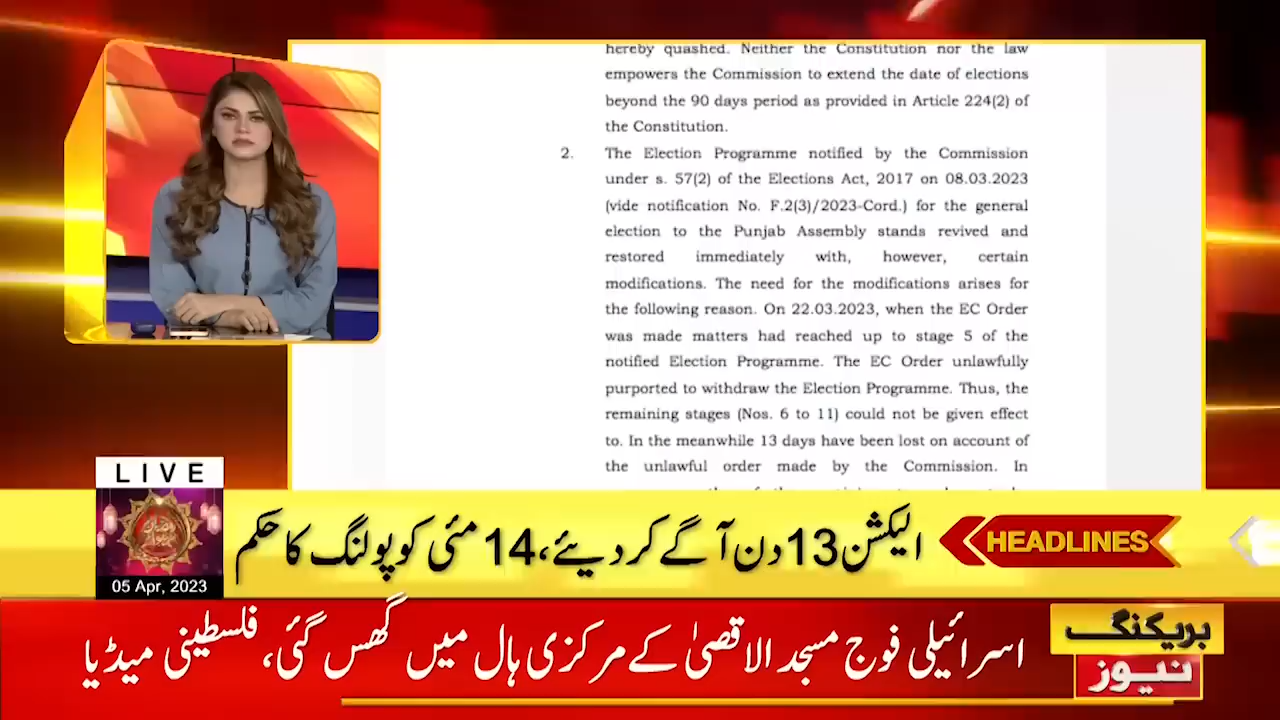 hereby quashed. Neither the Constitution nor the law
empowers the Commission to extend the date of elections
beyond the 90 days period as provided in Article 224(2) of
the Constitution.
2. The Election Programme notified by the Commission
under s. 57(2) of the Elections Act, 2017 on 08.03.2023
(vide notification No. F.2(3)/2023-Cord.) for the general
election to the Punjab Assembly stands revived and
restored immediately with, however, certain
modifications. The need for the modifications arises for
the following reason. On 22.03.2023, when the EC Order
was made matters had reached up to stage 5 of the
notified Election Programme. The EC Order unlawfully
purported to withdraw the Election Programme. Thus, the
remaining stages (Nos. 6 to 11) could not be given effect
to. In the meanwhile 13 days have been lost on account of
the unlawful order made by the Commission. In
LIVE
05 Apr, 2023
HEADLINES
الیکشن 13 دن آگے کر دیئے، 14 مئی کو پولنگ کا حکم
بریکنگ
نیوز
اسرائیلی فوج مسجد الاقصیٰ کے مرکزی ہال میں گھس گئی، فلسطینی میڈیا